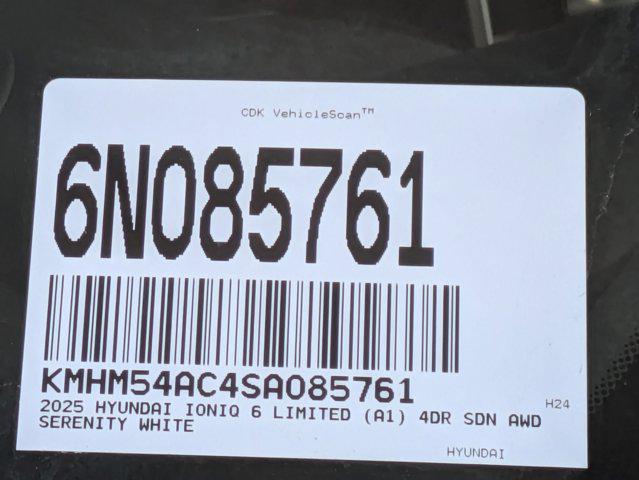 CDK VehicleScan™
6N085761
KMHM54AC4SA085761
H24
2025 HYUNDAI IONIQ 6 LIMITED (A1) 4DR SDN AWD
SERENITY WHITE
HYUNDAI